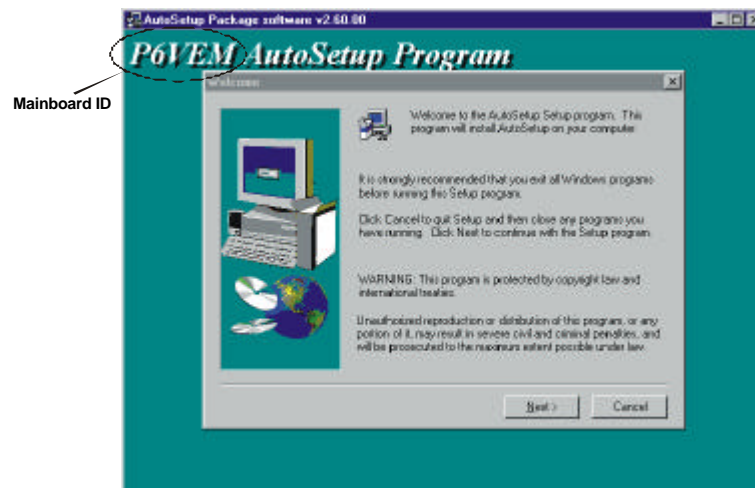 AutoSetup Package software v2.60.00
P6VEM AutoSetup Program
Mainboard ID
Welcome
Welcome to the AutoSetup Setup program. This
program will install AutoSetup on your computer.
It is strongly recommended that you exit all Windows programs
before running this Setup program.
Click Cancel to quit Setup and then close any programs you
have running. Click Next to continue with the Setup program.
WARNING: This program is protected by copyright law and
international treaties.
Unauthorized reproduction or distribution of this program, or any
portion of it, may result in severe civil and criminal penalties, and
will be prosecuted to the maximum extent possible under law.
Next >
Cancel